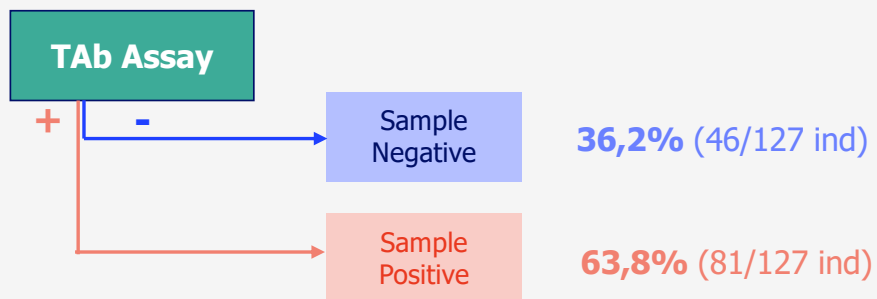 TAb Assay
+ -
Sample
Negative
36,2% (46/127 ind)
Sample
Positive
63,8% (81/127 ind)